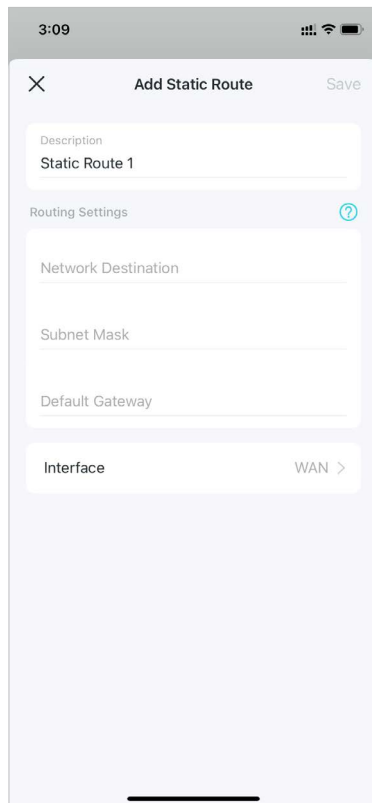 3:09
Add Static Route
Save
Description
Static Route 1
Routing Settings
?
Network Destination
Subnet Mask
Default Gateway
Interface
WAN >